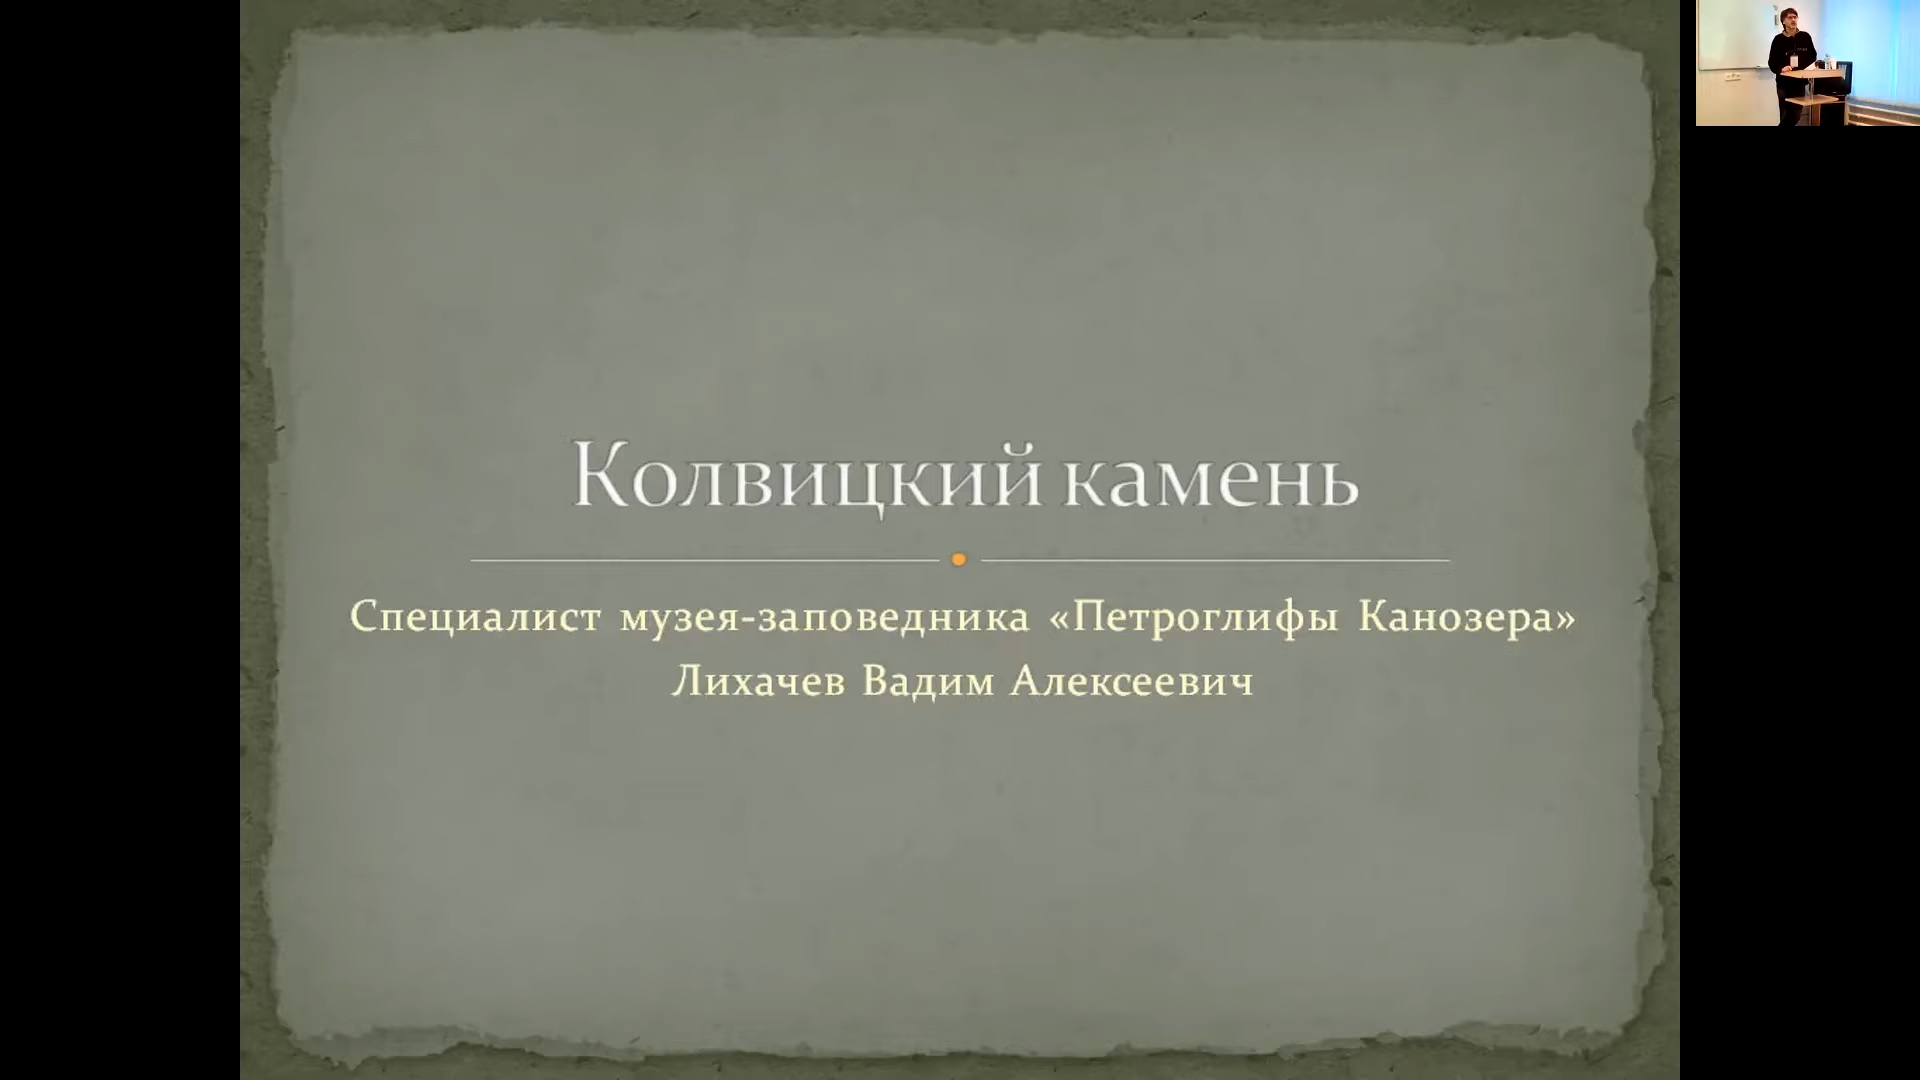 Колвицкий камень
Специалист музея-заповедника «Петроглифы Канозера»
Лихачев Вадим Алексеевич